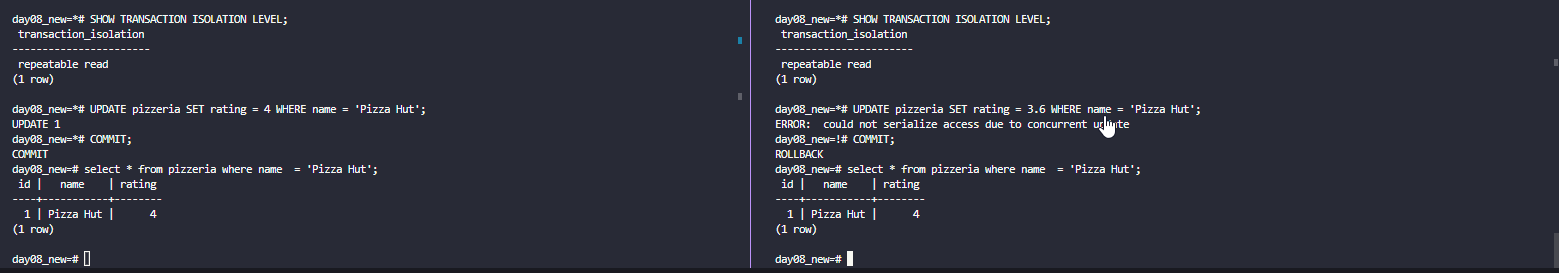 day08_new=*# SHOW TRANSACTION ISOLATION LEVEL;
 transaction_isolation
-----------------------
 repeatable read
(1 row)
day08_new=*# UPDATE pizzeria SET rating = 4 WHERE name = 'Pizza Hut';
UPDATE 1
day08_new=*# COMMIT;
COMMIT
day08_new=# select * from pizzeria where name  = 'Pizza Hut';
 id |   name    | rating
----+-----------+--------
  1 | Pizza Hut |      4
(1 row)
day08_new=#
day08_new=*# SHOW TRANSACTION ISOLATION LEVEL;
 transaction_isolation
-----------------------
 repeatable read
(1 row)
day08_new=*# UPDATE pizzeria SET rating = 3.6 WHERE name = 'Pizza Hut';
ERROR:  could not serialize access due to concurrent update
day08_new=!# COMMIT;
ROLLBACK
day08_new=# select * from pizzeria where name  = 'Pizza Hut';
 id |   name    | rating
----+-----------+--------
  1 | Pizza Hut |      4
(1 row)
day08_new=#